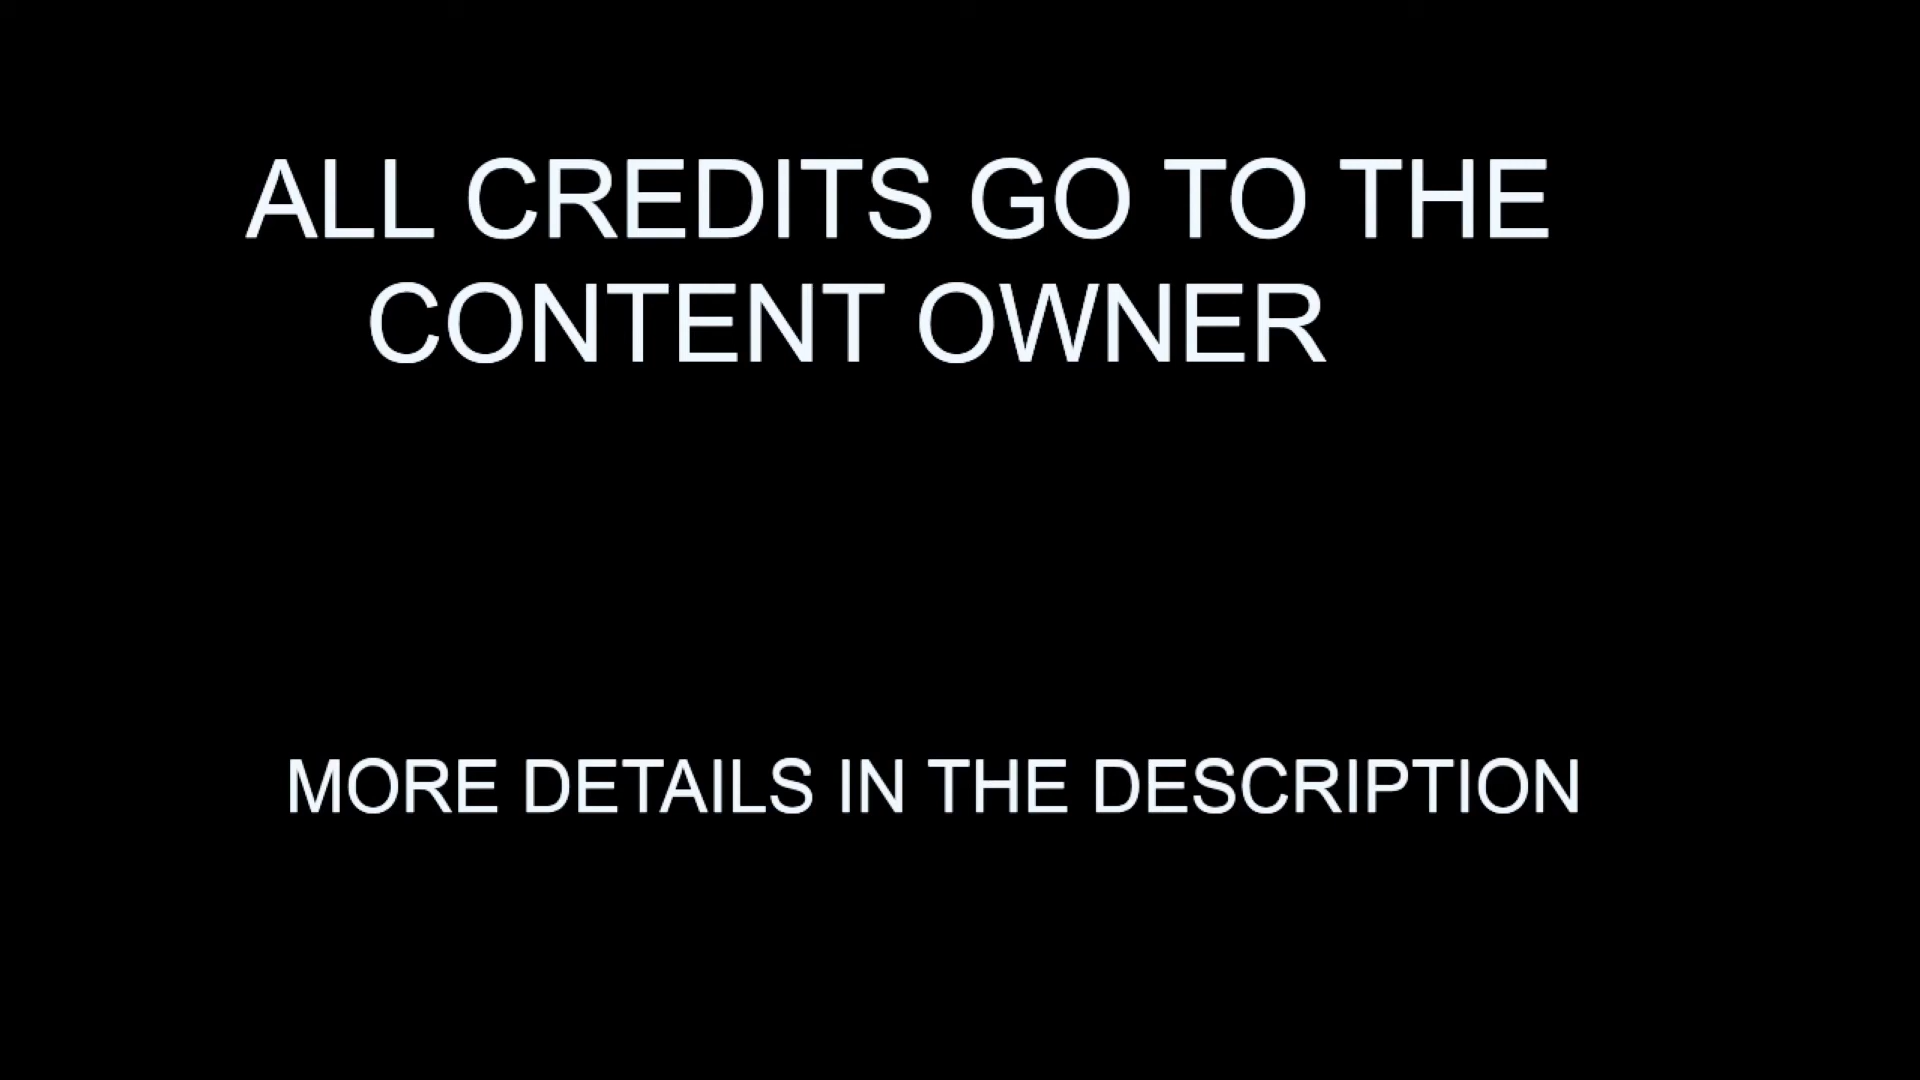 ALL CREDITS GO TO THE
CONTENT OWNER
MORE DETAILS IN THE DESCRIPTION